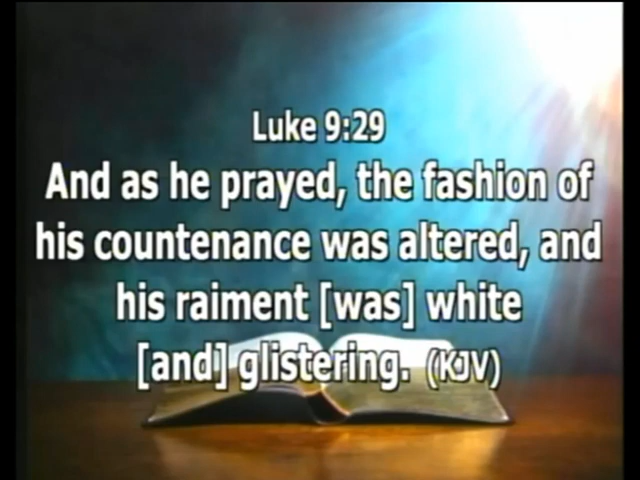 Luke 9:29
And as he prayed, the fashion of
his countenance was altered, and
his raiment [was] white
[and] glistering. (KJV)